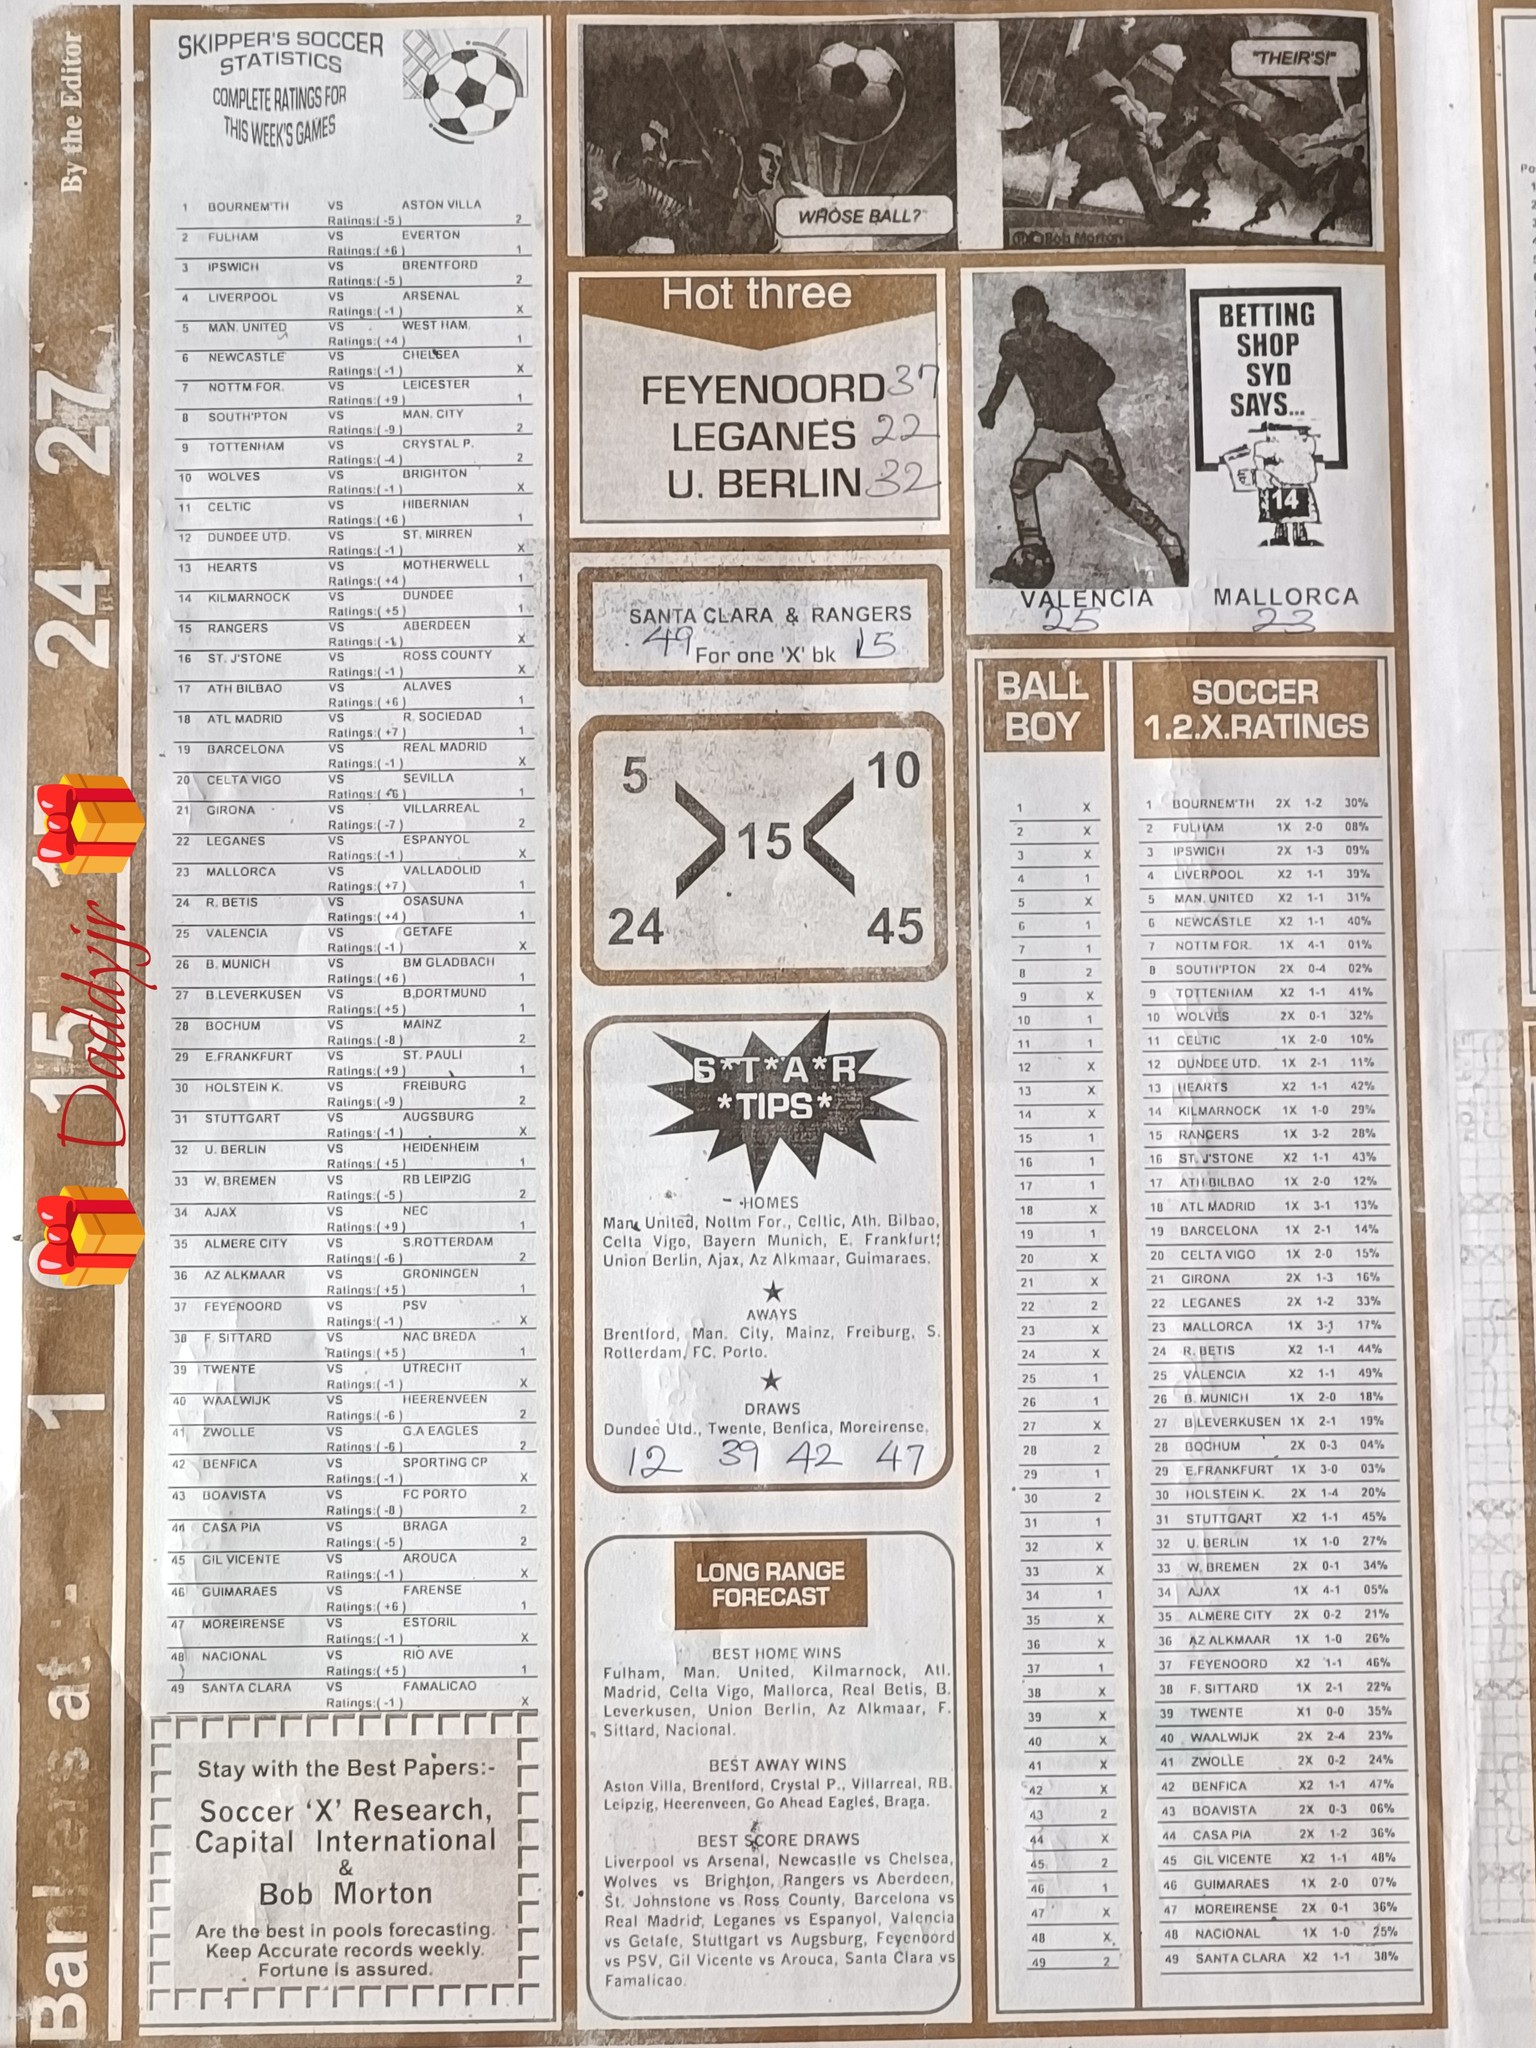 Bankers at - 1 15 24 27 By the Editor
Daddyjr
SKIPPER'S SOCCER
STATISTICS
COMPLETE RATINGS FOR
THIS WEEK'S GAMES
1 BOURNEM'TH VS ASTON VILLA
Ratings:( -5 ) 2
2 FULHAM VS EVERTON
Ratings:( +6 ) 1
3 IPSWICH VS BRENTFORD
Ratings:( -5 ) 2
4 LIVERPOOL VS ARSENAL
Ratings:( -1 ) X
5 MAN. UNITED VS WEST HAM.
Ratings:( +4 ) 1
6 NEWCASTLE VS CHELSEA
Ratings:( -1 ) X
7 NOTTM FOR. VS LEICESTER
Ratings:( +9 ) 1
8 SOUTH'PTON VS MAN. CITY
Ratings:( -9 ) 2
9 TOTTENHAM VS CRYSTAL P.
Ratings:( -4 ) 2
10 WOLVES VS BRIGHTON
Ratings:( -1 ) X
11 CELTIC VS HIBERNIAN
Ratings:( +6 ) 1
12 DUNDEE UTD. VS ST. MIRREN
Ratings:( -1 ) X
13 HEARTS VS MOTHERWELL
Ratings:( +4 ) 1
14 KILMARNOCK VS DUNDEE
Ratings:( +5 ) 1
15 RANGERS VS ABERDEEN
Ratings:( -1 ) X
16 ST. J'STONE VS ROSS COUNTY
Ratings:( -1 ) X
17 ATH BILBAO VS ALAVES
Ratings:( +6 ) 1
18 ATL MADRID VS R. SOCIEDAD
Ratings:( +7 ) 1
19 BARCELONA VS REAL MADRID
Ratings:( -1 ) X
20 CELTA VIGO VS SEVILLA
Ratings:( +6 ) 1
21 GIRONA VS VILLARREAL
Ratings:( -7 ) 2
22 LEGANES VS ESPANYOL
Ratings:( -1 ) X
23 MALLORCA VS VALLADOLID
Ratings:( +7 ) 1
24 R. BETIS VS OSASUNA
Ratings:( +4 ) 1
25 VALENCIA VS GETAFE
Ratings:( -1 ) X
26 B. MUNICH VS BM GLADBACH
Ratings:( +6 ) 1
27 B.LEVERKUSEN VS B.DORTMUND
Ratings:( +5 ) 1
28 BOCHUM VS MAINZ
Ratings:( -8 ) 2
29 E.FRANKFURT VS ST. PAULI
Ratings:( +9 ) 1
30 HOLSTEIN K. VS FREIBURG
Ratings:( -9 ) 2
31 STUTTGART VS AUGSBURG
Ratings:( -1 ) X
32 U. BERLIN VS HEIDENHEIM
Ratings:( +5 ) 1
33 W. BREMEN VS RB LEIPZIG
Ratings:( -5 ) 2
34 AJAX VS NEC
Ratings:( +9 ) 1
35 ALMERE CITY VS S.ROTTERDAM
Ratings:( -6 ) 2
36 AZ ALKMAAR VS GRONINGEN
Ratings:( +5 ) 1
37 FEYENOORD VS PSV
Ratings:( -1 ) X
38 F. SITTARD VS NAC BREDA
Ratings:( +5 ) 1
39 TWENTE VS UTRECHT
Ratings:( -1 ) X
40 WAALWIJK VS HEERENVEEN
Ratings:( -6 ) 2
41 ZWOLLE VS G.A EAGLES
Ratings:( -6 ) 2
42 BENFICA VS SPORTING CP
Ratings:( -1 ) X
43 BOAVISTA VS FC PORTO
Ratings:( -8 ) 2
44 CASA PIA VS BRAGA
Ratings:( -5 ) 2
45 GIL VICENTE VS AROUCA
Ratings:( -1 ) X
46 GUIMARAES VS FARENSE
Ratings:( +6 ) 1
47 MOREIRENSE VS ESTORIL
Ratings:( -1 ) X
48 NACIONAL VS RIO AVE
Ratings:( +5 ) 1
49 SANTA CLARA VS FAMALICAO
Ratings:( -1 ) X
Stay with the Best Papers:-
Soccer 'X' Research,
Capital International
&
Bob Morton
Are the best in pools forecasting.
Keep Accurate records weekly.
Fortune is assured.
WHOSE BALL?"
"THEIR'S!"
Bob Morton
Hot three
FEYENOORD 37
LEGANES 22
U. BERLIN 32
SANTA CLARA & RANGERS
49 For one 'X' bk 15
5 10
15
24 45
S*T*A*R
*TIPS*
HOMES
Man. United, Nottm For., Celtic, Ath. Bilbao,
Celta Vigo, Bayern Munich, E. Frankfurt,
Union Berlin, Ajax, Az Alkmaar, Guimaraes.
AWAYS
Brentford, Man. City, Mainz, Freiburg, S.
Rotterdam, FC. Porto.
DRAWS
Dundee Utd., Twente, Benfica, Moreirense.
12 39 42 47
LONG RANGE
FORECAST
BEST HOME WINS
Fulham, Man. United, Kilmarnock, Atl.
Madrid, Celta Vigo, Mallorca, Real Betis, B.
Leverkusen, Union Berlin, Az Alkmaar, F.
Sittard, Nacional.
BEST AWAY WINS
Aston Villa, Brentford, Crystal P., Villarreal, RB.
Leipzig, Heerenveen, Go Ahead Eagles, Braga.
BEST SCORE DRAWS
Liverpool vs Arsenal, Newcastle vs Chelsea,
Wolves vs Brighton, Rangers vs Aberdeen,
St. Johnstone vs Ross County, Barcelona vs
Real Madrid, Leganes vs Espanyol, Valencia
vs Getafe, Stuttgart vs Augsburg, Feyenoord
vs PSV, Gil Vicente vs Arouca, Santa Clara vs
Famalicao.
BETTING
SHOP
SYD
SAYS...
14
VALENCIA MALLORCA
25 23
BALL
BOY
1 X
2 X
3 X
4 1
5 X
6 1
7 1
8 2
9 X
10 1
11 1
12 X
13 X
14 X
15 1
16 1
17 1
18 X
19 1
20 X
21 X
22 2
23 X
24 X
25 1
26 1
27 X
28 2
29 1
30 2
31 1
32 X
33 X
34 1
35 X
36 X
37 1
38 X
39 X
40 X
41 X
42 X
43 2
44 X
45 2
46 1
47 X
48 X
49 2
SOCCER
1.2.X.RATINGS
1 BOURNEM'TH 2X 1-2 30%
2 FULHAM 1X 2-0 08%
3 IPSWICH 2X 1-3 09%
4 LIVERPOOL X2 1-1 39%
5 MAN. UNITED X2 1-1 31%
6 NEWCASTLE X2 1-1 40%
7 NOTTM FOR. 1X 4-1 01%
8 SOUTH'PTON 2X 0-4 02%
9 TOTTENHAM X2 1-1 41%
10 WOLVES 2X 0-1 32%
11 CELTIC 1X 2-0 10%
12 DUNDEE UTD. 1X 2-1 11%
13 HEARTS X2 1-1 42%
14 KILMARNOCK 1X 1-0 29%
15 RANGERS 1X 3-2 28%
16 ST. J'STONE X2 1-1 43%
17 ATH BILBAO 1X 2-0 12%
18 ATL MADRID 1X 3-1 13%
19 BARCELONA 1X 2-1 14%
20 CELTA VIGO 1X 2-0 15%
21 GIRONA 2X 1-3 16%
22 LEGANES 2X 1-2 33%
23 MALLORCA 1X 3-1 17%
24 R. BETIS X2 1-1 44%
25 VALENCIA X2 1-1 49%
26 B. MUNICH 1X 2-0 18%
27 B LEVERKUSEN 1X 2-1 19%
28 BOCHUM 2X 0-3 04%
29 E.FRANKFURT 1X 3-0 03%
30 HOLSTEIN K. 2X 1-4 20%
31 STUTTGART X2 1-1 45%
32 U. BERLIN 1X 1-0 27%
33 W. BREMEN 2X 0-1 34%
34 AJAX 1X 4-1 05%
35 ALMERE CITY 2X 0-2 21%
36 AZ ALKMAAR 1X 1-0 26%
37 FEYENOORD X2 1-1 46%
38 F. SITTARD 1X 2-1 22%
39 TWENTE X1 0-0 35%
40 WAALWIJK 2X 2-4 23%
41 ZWOLLE 2X 0-2 24%
42 BENFICA X2 1-1 47%
43 BOAVISTA 2X 0-3 06%
44 CASA PIA 2X 1-2 36%
45 GIL VICENTE X2 1-1 48%
46 GUIMARAES 1X 2-0 07%
47 MOREIRENSE 2X 0-1 36%
48 NACIONAL 1X 1-0 25%
49 SANTA CLARA X2 1-1 38%